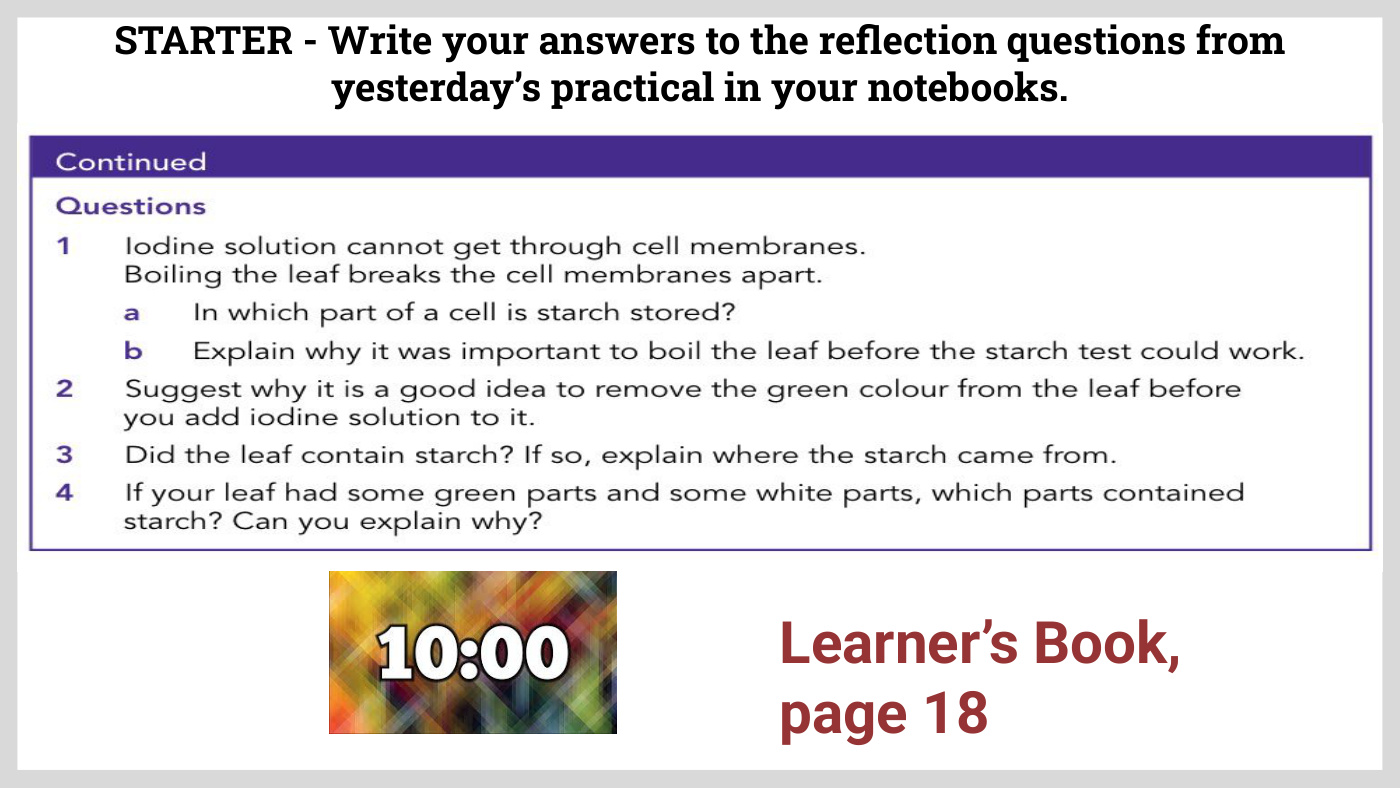 STARTER - Write your answers to the reflection questions from
yesterday's practical in your notebooks.
Continued
Questions
1 Iodine solution cannot get through cell membranes.
Boiling the leaf breaks the cell membranes apart.
a In which part of a cell is starch stored?
b Explain why it was important to boil the leaf before the starch test could work.
2 Suggest why it is a good idea to remove the green colour from the leaf before
you add iodine solution to it.
3 Did the leaf contain starch? If so, explain where the starch came from.
4 If your leaf had some green parts and some white parts, which parts contained
starch? Can you explain why?
10:00
Learner's Book,
page 18